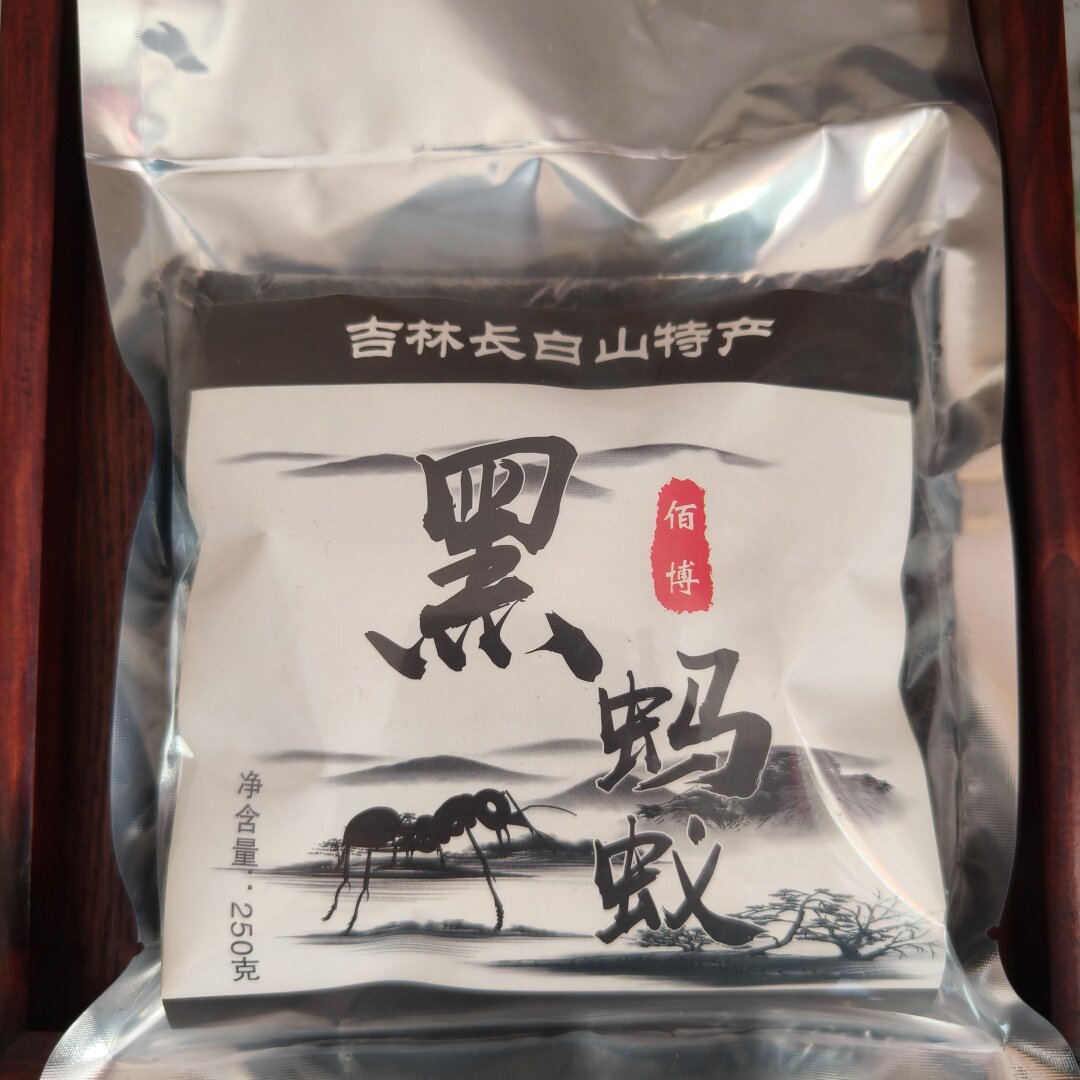 吉林长白山特产
黑蚂蚁
佰博
净含量：250克